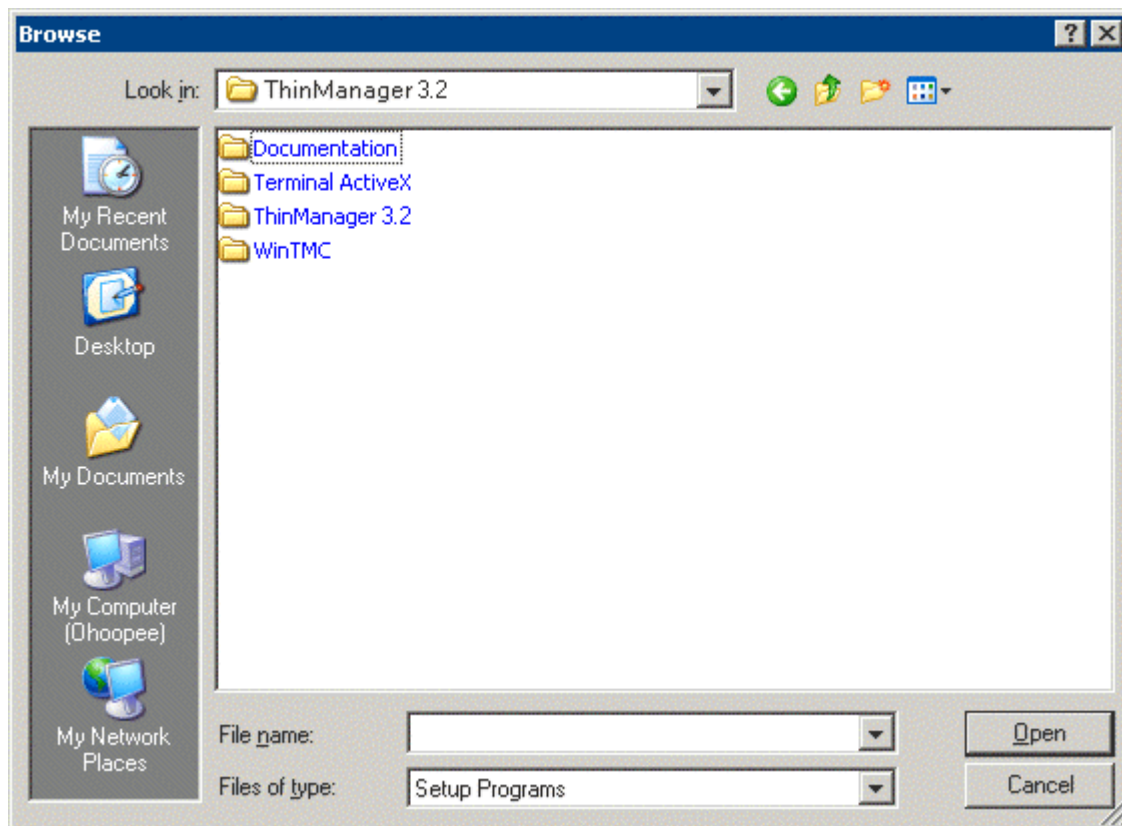 Browse
?
Look in:
ThinManager 3.2
Documentation
Terminal ActiveX
ThinManager 3.2
WinTMC
My Recent
Documents
Desktop
My Documents
My Computer
(Ohoopee)
My Network
Places
File name:
Open
Files of type:
Setup Programs
Cancel